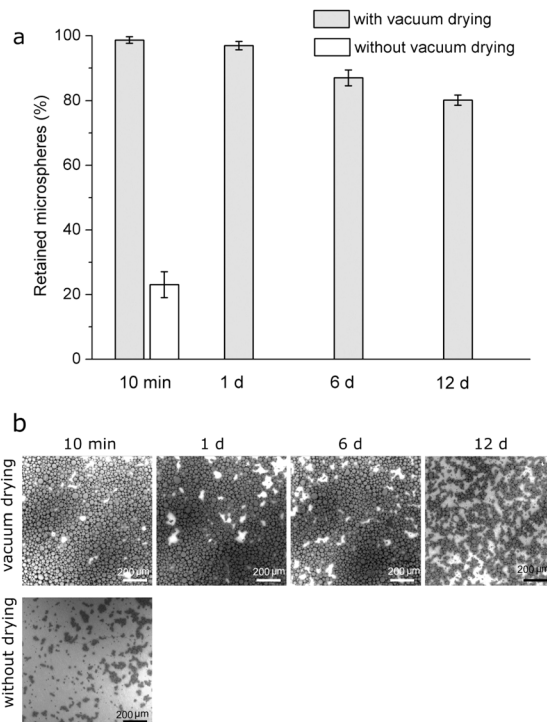 a
with vacuum drying
without vacuum drying
Retained microspheres (%)
100
80
60
40
20
0
10 min 1 d 6 d 12 d
b
10 min 1 d 6 d 12 d
vacuum drying
200 µm 200 µm 200 µm 200 µm
without drying
200 µm